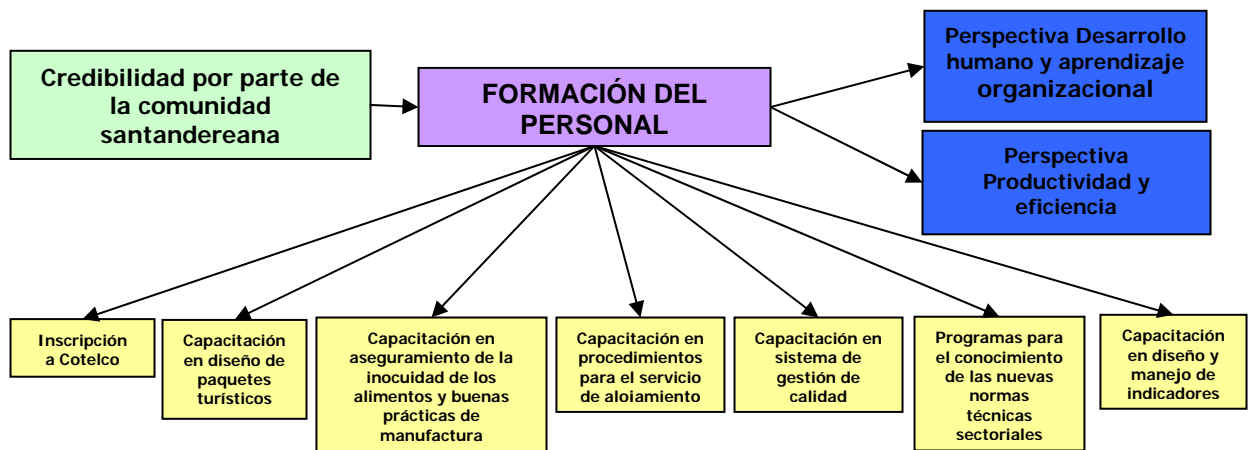 Credibilidad por parte de
la comunidad
santandereana
FORMACIÓN DEL
PERSONAL
Perspectiva Desarrollo
humano y aprendizaje
organizacional
Perspectiva
Productividad y
eficiencia
Inscripción
a Cotelco
Capacitación
en diseño de
paquetes
turísticos
Capacitación en
aseguramiento de la
inocuidad de los
alimentos y buenas
prácticas de
manufactura
Capacitación en
procedimientos
para el servicio
de aloiamiento
Capacitación en
sistema de
gestión de
calidad
Programas para
el conocimiento
de las nuevas
normas
técnicas
sectoriales
Capacitación
en diseño y
manejo de
indicadores